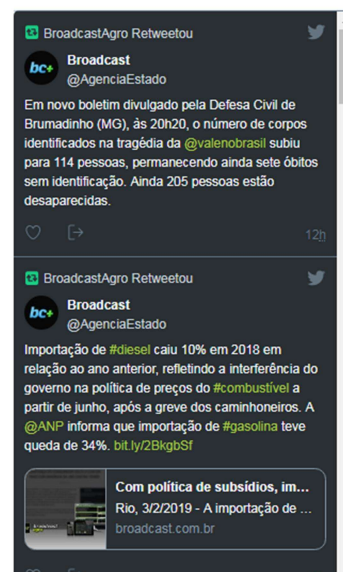 BroadcastAgro Retweetou
bc+
Broadcast
@AgenciaEstado
Em novo boletim divulgado pela Defesa Civil de
Brumadinho (MG), às 20h20, o número de corpos
identificados na tragédia da @valenobrasil subiu
para 114 pessoas, permanecendo ainda sete óbitos
sem identificação. Ainda 205 pessoas estão
desaparecidas.
12h
BroadcastAgro Retweetou
bc+
Broadcast
@AgenciaEstado
Importação de #diesel caiu 10% em 2018 em
relação ao ano anterior, refletindo a interferência do
governo na política de preços do #combustível a
partir de junho, após a greve dos caminhoneiros. A
@ANP informa que importação de #gasolina teve
queda de 34%. bit.ly/2BkgbSf
Com política de subsídios, im...
Rio, 3/2/2019 - A importação de ...
broadcast.com.br